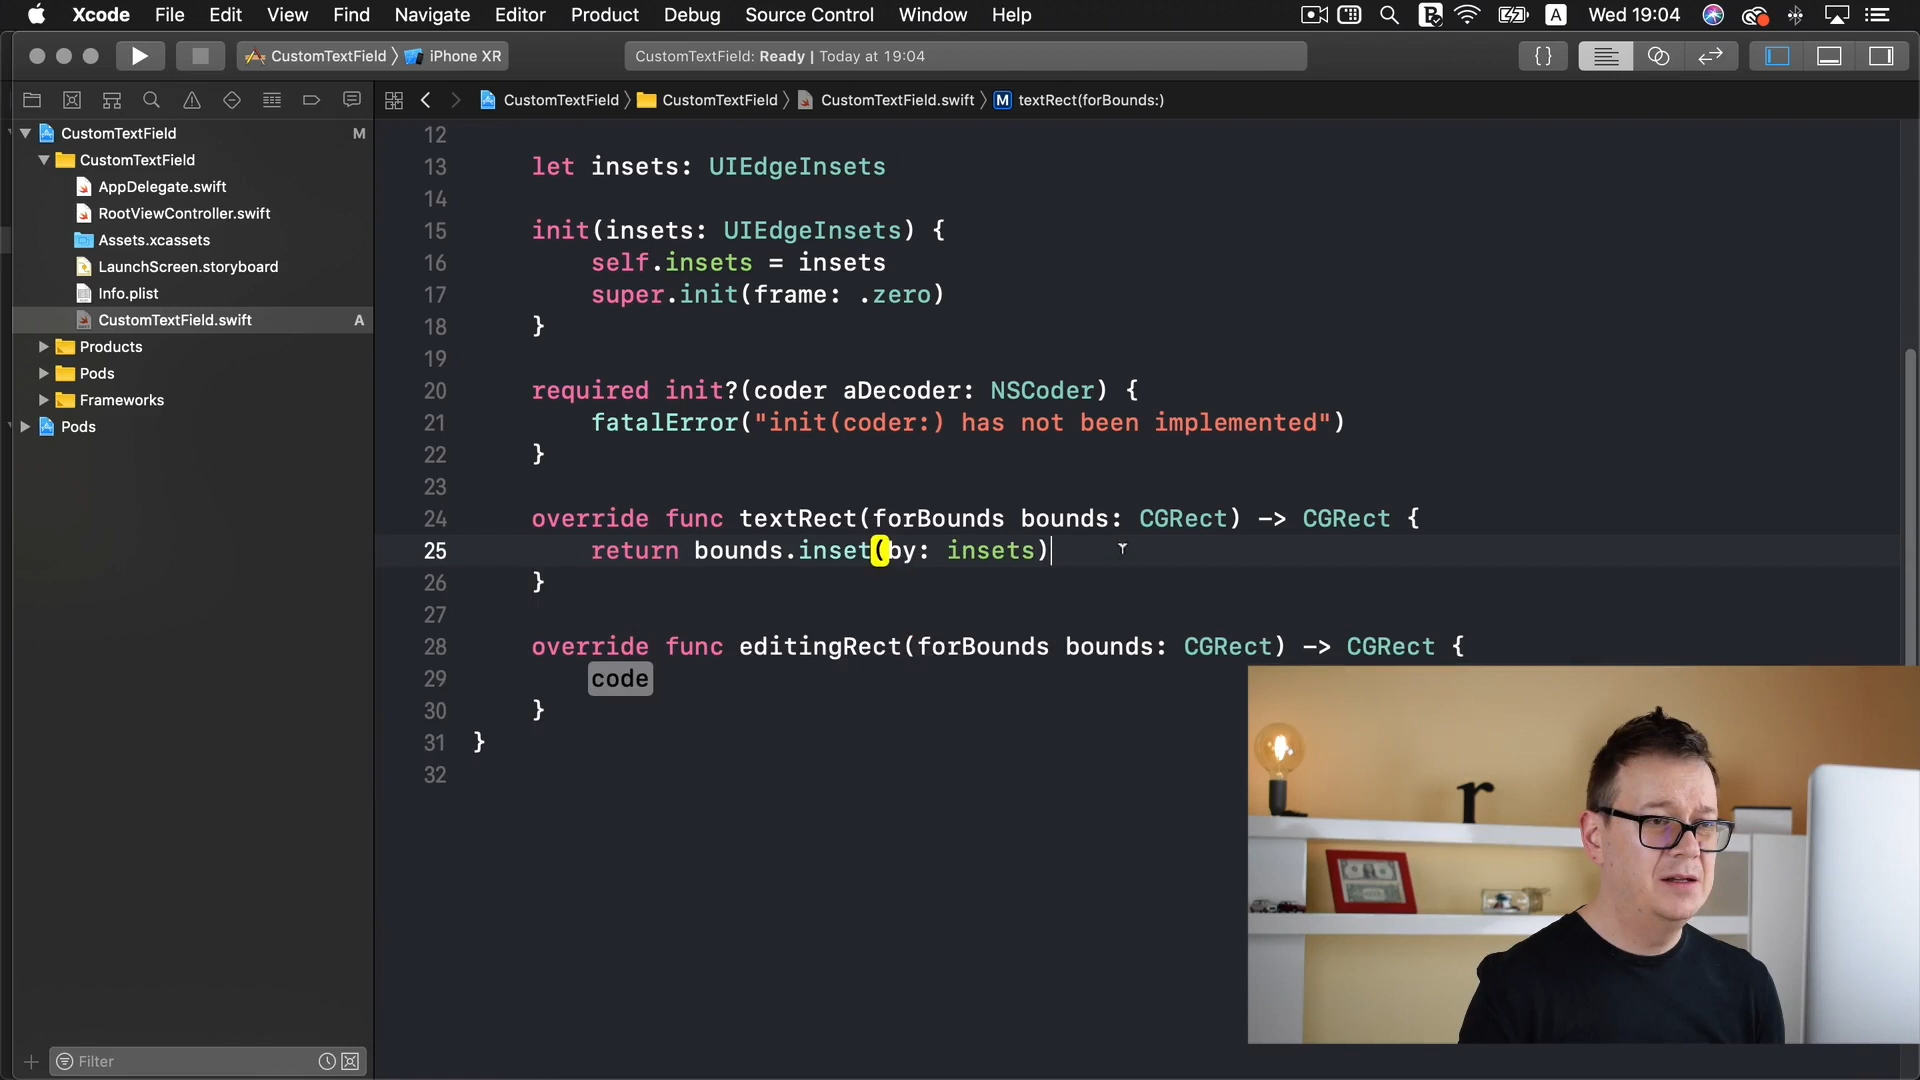 Xcode File Edit View Find Navigate Editor Product Debug Source Control Window Help A Wed 19:04
CustomTextField iPhone XR
CustomTextField: Ready | Today at 19:04
{}
CustomTextField CustomTextField CustomTextField.swift M textRect(forBounds:)
CustomTextField M
CustomTextField
AppDelegate.swift
RootViewController.swift
Assets.xcassets
LaunchScreen.storyboard
Info.plist
CustomTextField.swift A
Products
Pods
Frameworks
Pods
Filter
12
13 let insets: UIEdgeInsets
14
15 init(insets: UIEdgeInsets) {
16 self.insets = insets
17 super.init(frame: .zero)
18 }
19
20 required init?(coder aDecoder: NSCoder) {
21 fatalError("init(coder:) has not been implemented")
22 }
23
24 override func textRect(forBounds bounds: CGRect) -> CGRect {
25 return bounds.inset(by: insets)
26 }
27
28 override func editingRect(forBounds bounds: CGRect) -> CGRect {
29 code
30 }
31 }
32
r